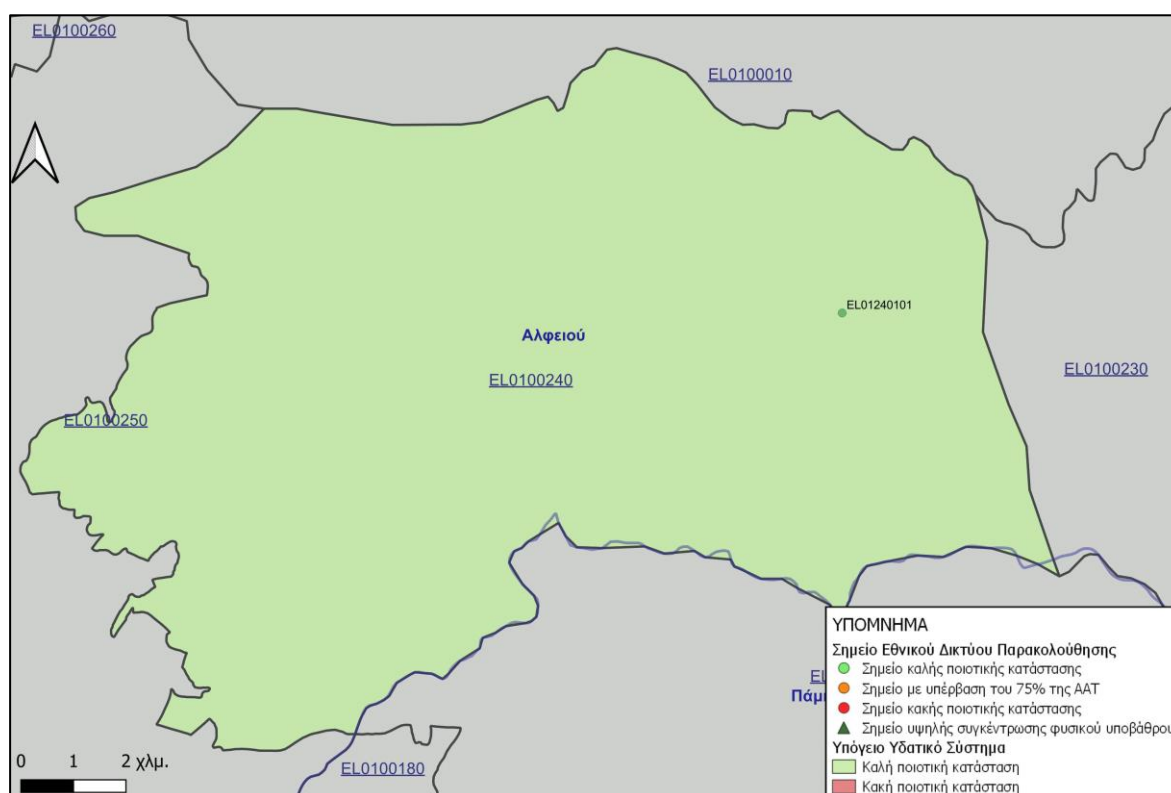 EL0100260
EL0100010
EL01240101
Αλφειού
EL0100240
EL0100230
EL0100250
ΥΠΟΜΝΗΜΑ
Σημείο Εθνικού Δικτύου Παρακολούθησης
Σημείο καλής ποιοτικής κατάστασης
Σημείο με υπέρβαση του 75% της ΑΑΤ
Σημείο κακής ποιοτικής κατάστασης
Σημείο υψηλής συγκέντρωσης φυσικού υποβάθρου
Υπόγειο Υδατικό Σύστημα
Καλή ποιοτική κατάσταση
Κακή ποιοτική κατάσταση
0 1 2 χλμ.
EL0100180